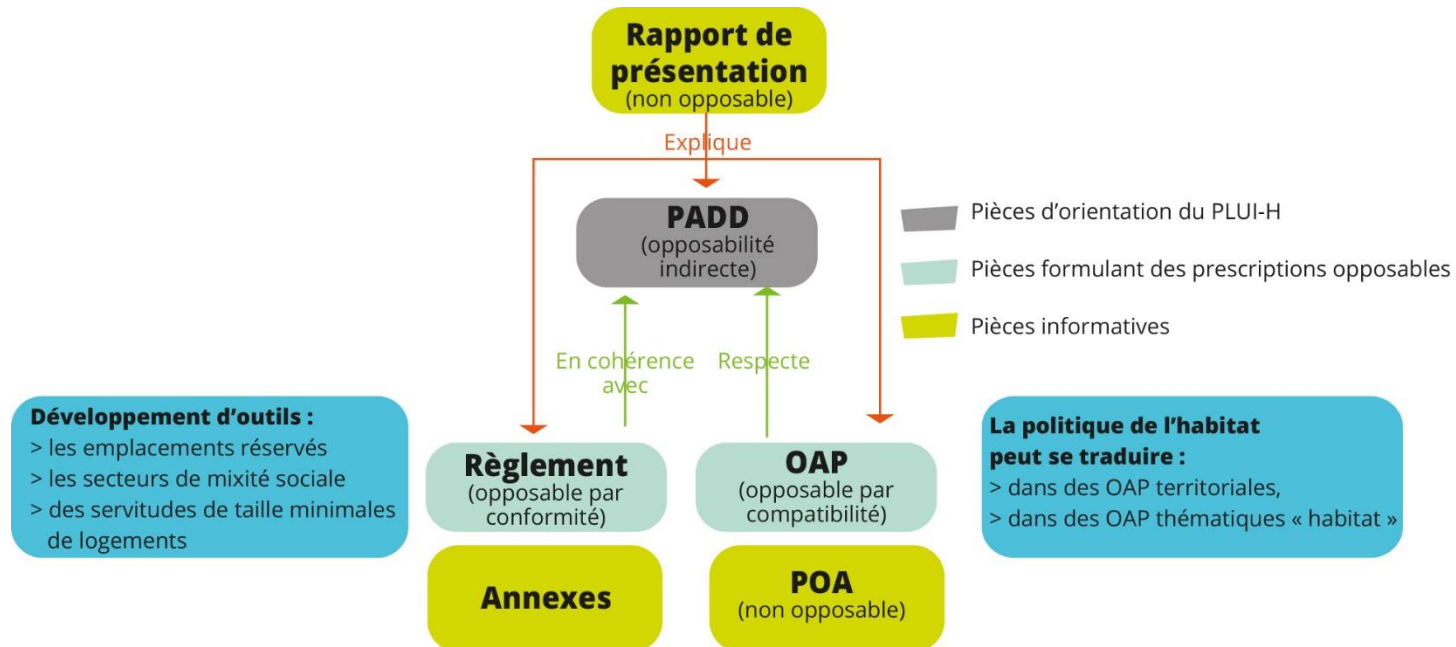 Rapport de
présentation
(non opposable)
Explique
PADD
(opposabilité
indirecte)
Pièces d’orientation du PLUI-H
Pièces formulant des prescriptions opposables
Pièces informatives
En cohérence
avec
Respecte
Développement d’outils :
> les emplacements réservés
> les secteurs de mixité sociale
> des servitudes de taille minimales
de logements
Règlement
(opposable par
conformité)
OAP
(opposable par
compatibilité)
La politique de l’habitat
peut se traduire :
> dans des OAP territoriales,
> dans des OAP thématiques « habitat »
Annexes
POA
(non opposable)